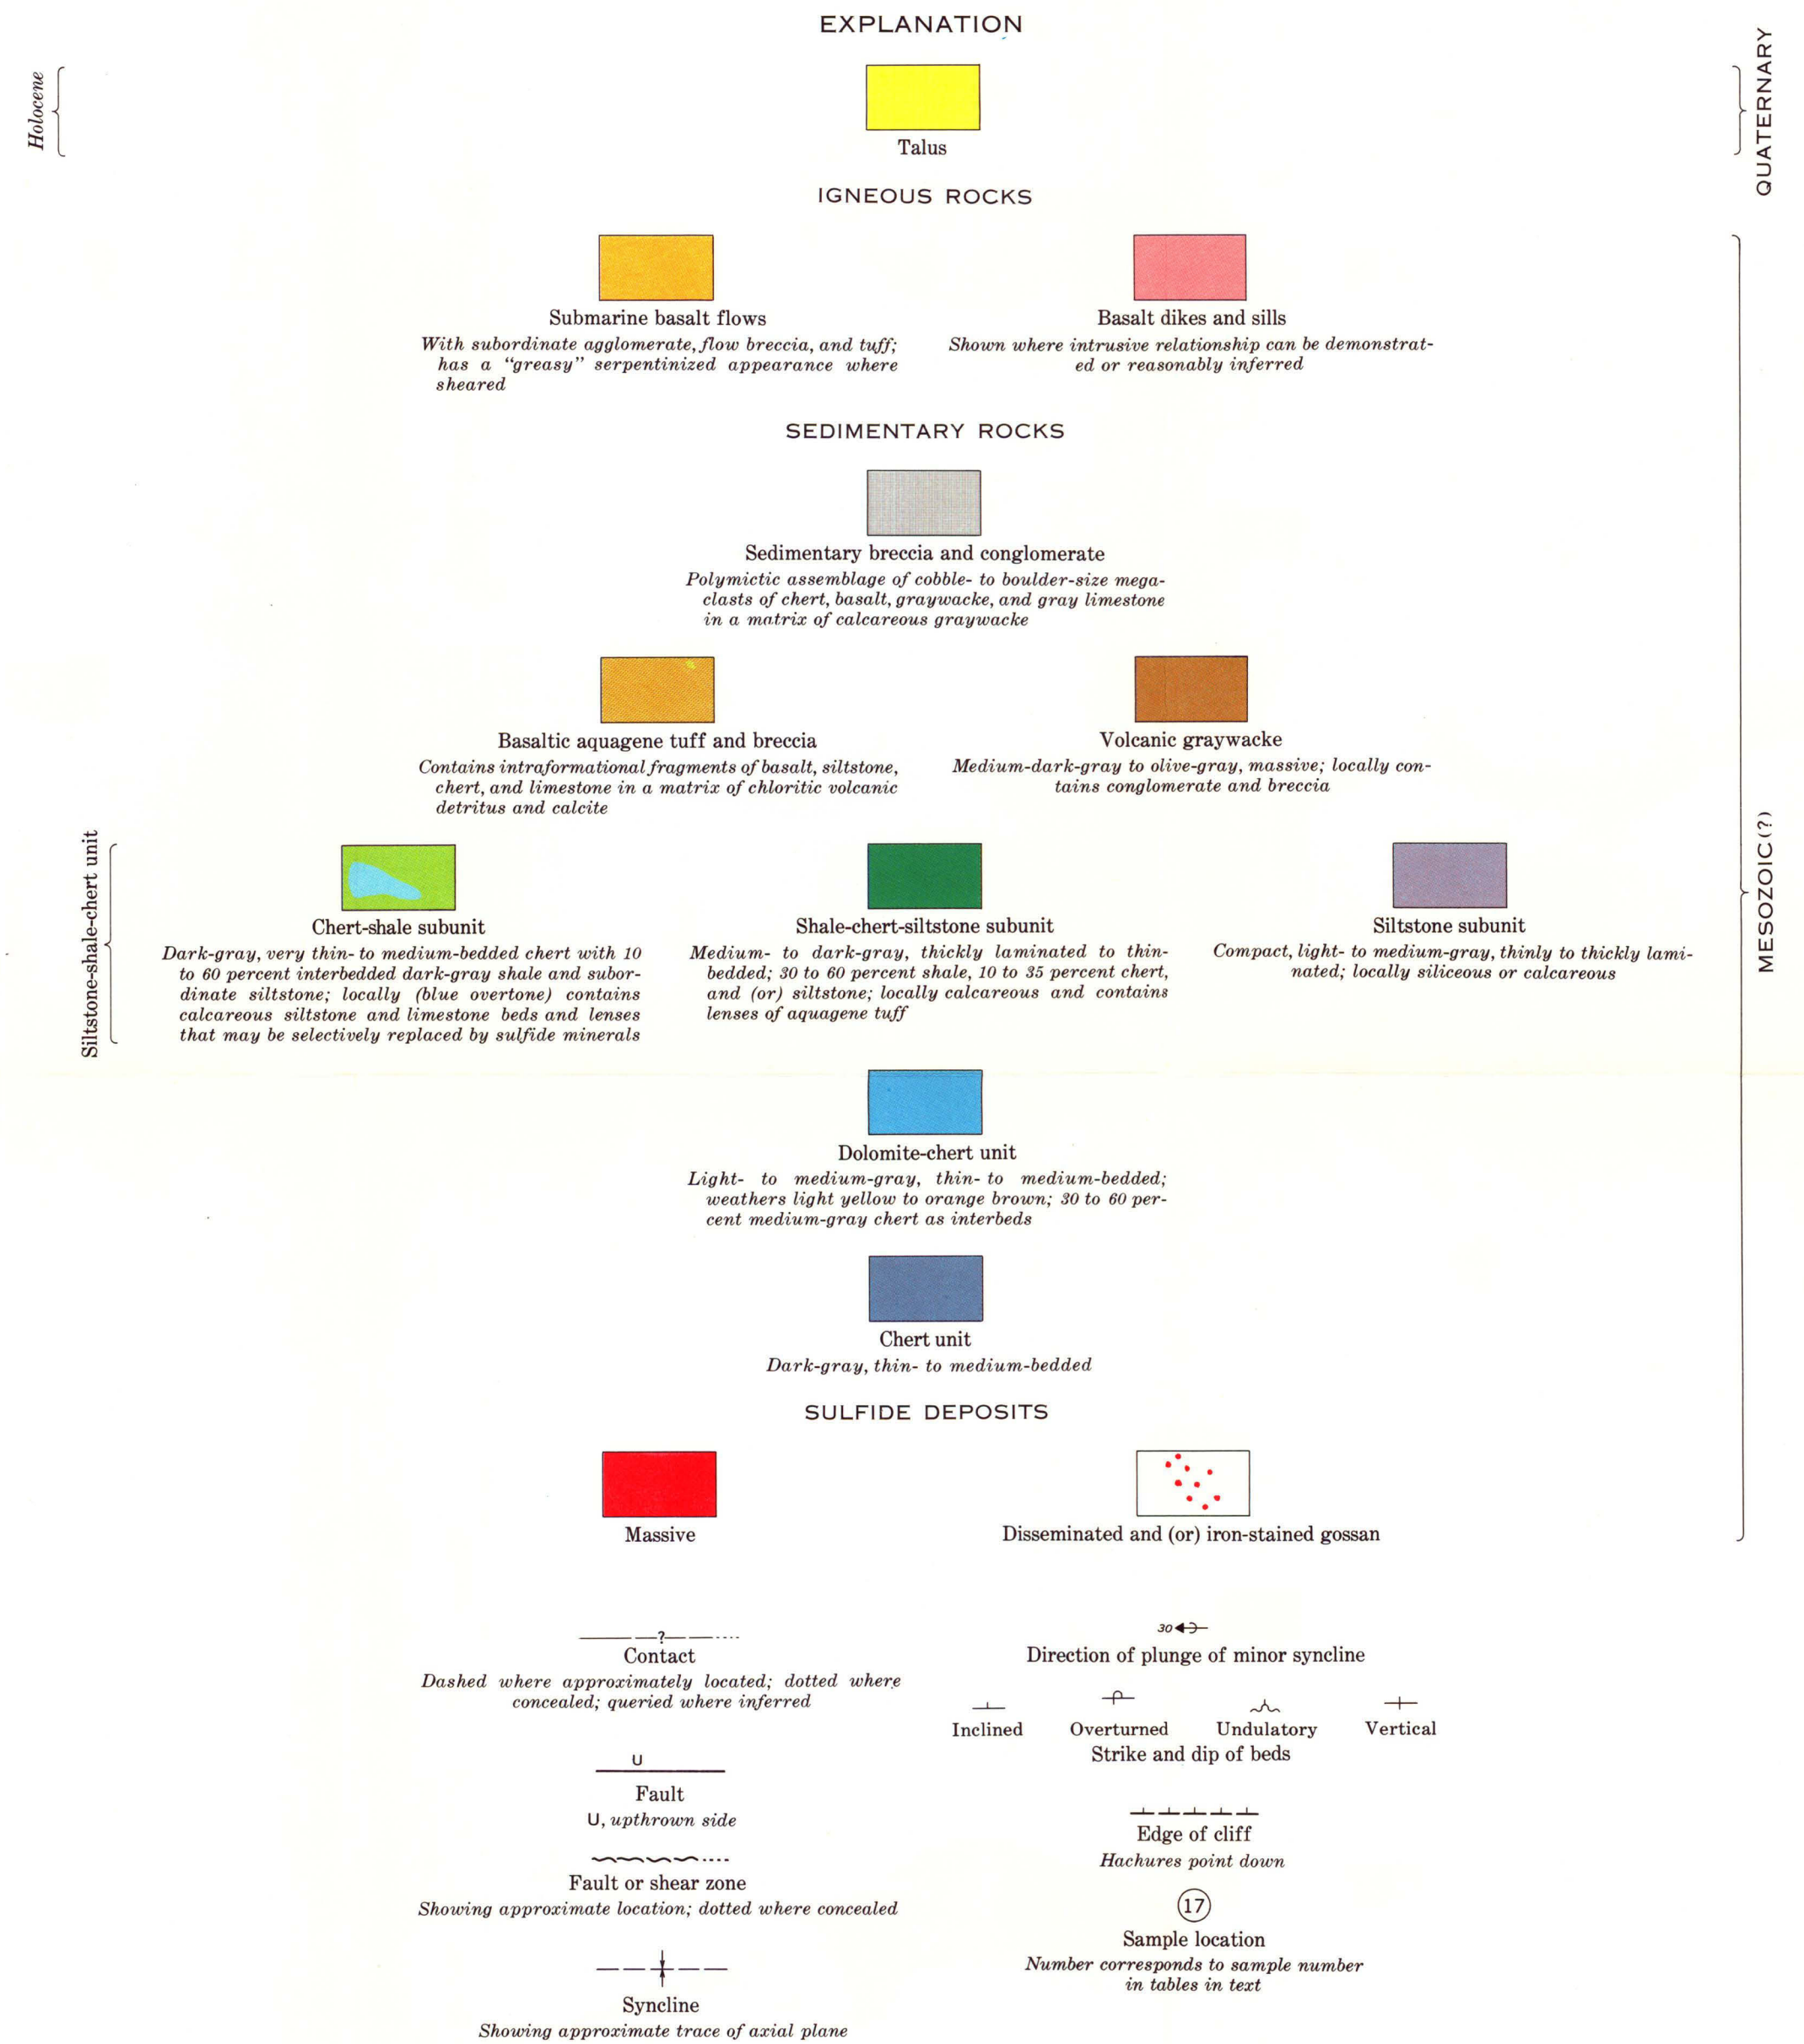 EXPLANATION
Holocene
QUATERNARY
Talus
IGNEOUS ROCKS
Submarine basalt flows
With subordinate agglomerate, flow breccia, and tuff;
has a “greasy” serpentinized appearance where
sheared
Basalt dikes and sills
Shown where intrusive relationship can be demonstrat-
ed or reasonably inferred
SEDIMENTARY ROCKS
Sedimentary breccia and conglomerate
Polymictic assemblage of cobble- to boulder-size mega-
clasts of chert, basalt, graywacke, and gray limestone
in a matrix of calcareous graywacke
Basaltic aquagene tuff and breccia
Contains intraformational fragments of basalt, siltstone,
chert, and limestone in a matrix of chloritic volcanic
detritus and calcite
Volcanic graywacke
Medium-dark-gray to olive-gray, massive; locally con-
tains conglomerate and breccia
MESOZOIC(?)
Siltstone-shale-chert unit
Chert-shale subunit
Dark-gray, very thin- to medium-bedded chert with 10
to 60 percent interbedded dark-gray shale and subor-
dinate siltstone; locally (blue overtone) contains
calcareous siltstone and limestone beds and lenses
that may be selectively replaced by sulfide minerals
Shale-chert-siltstone subunit
Medium- to dark-gray, thickly laminated to thin-
bedded; 30 to 60 percent shale, 10 to 35 percent chert,
and (or) siltstone; locally calcareous and contains
lenses of aquagene tuff
Siltstone subunit
Compact, light- to medium-gray, thinly to thickly lami-
nated; locally siliceous or calcareous
Dolomite-chert unit
Light- to medium-gray, thin- to medium-bedded;
weathers light yellow to orange brown; 30 to 60 per-
cent medium-gray chert as interbeds
Chert unit
Dark-gray, thin- to medium-bedded
SULFIDE DEPOSITS
Massive
Disseminated and (or) iron-stained gossan
?
Contact
Dashed where approximately located; dotted where
concealed; queried where inferred
U
Fault
U, upthrown side
Fault or shear zone
Showing approximate location; dotted where concealed
Syncline
Showing approximate trace of axial plane
30
Direction of plunge of minor syncline
Inclined Overturned Undulatory Vertical
Strike and dip of beds
Edge of cliff
Hachures point down
17
Sample location
Number corresponds to sample number
in tables in text